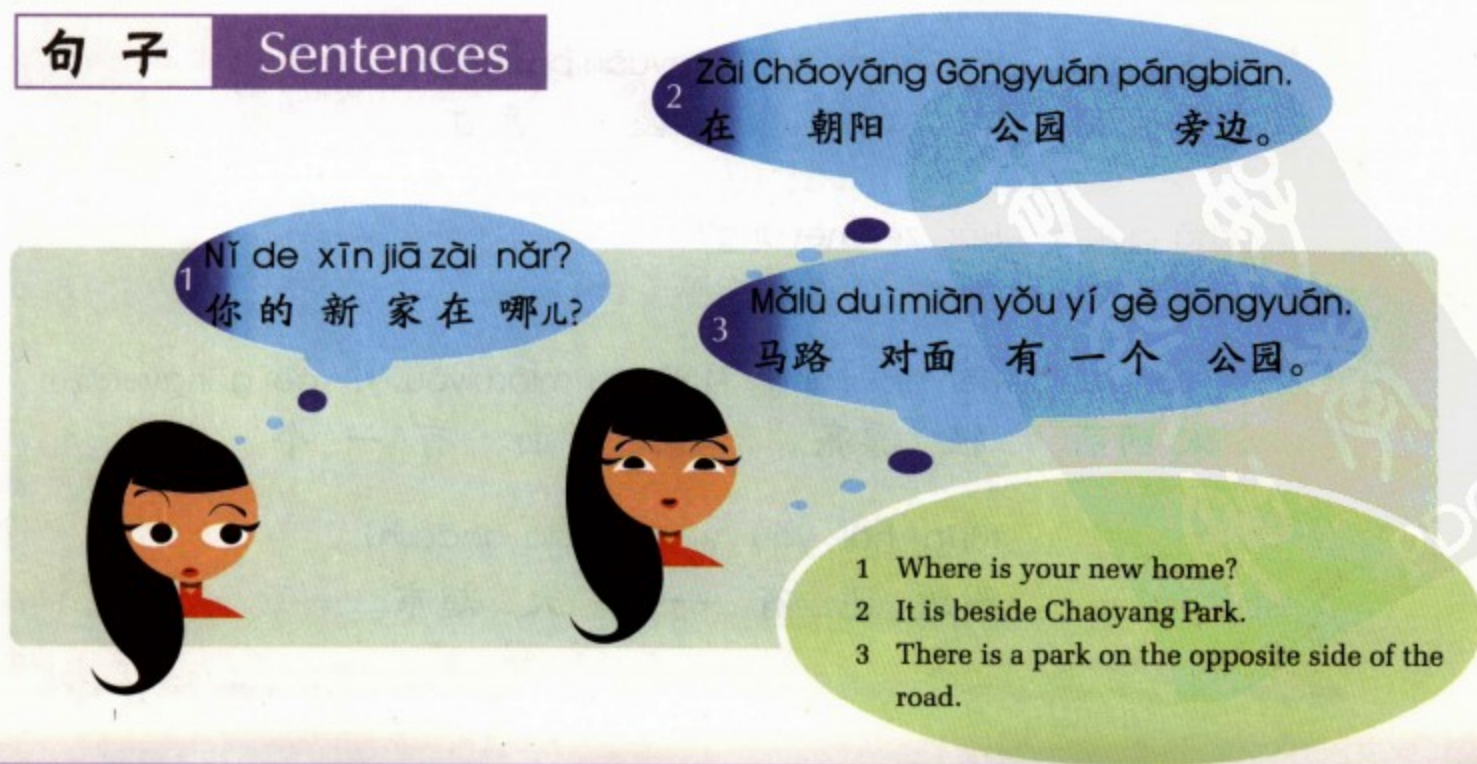 句子 Sentences
2 Zài Cháoyáng Gōngyuán pángbiān.
在 朝阳 公园 旁边。
1 Nǐ de xīn jiā zài nǎr?
你 的 新 家 在 哪儿?
3 Mǎlù duìmiàn yǒu yí gè gōngyuán.
马路 对面 有 一 个 公园。
1 Where is your new home?
2 It is beside Chaoyang Park.
3 There is a park on the opposite side of the
road.